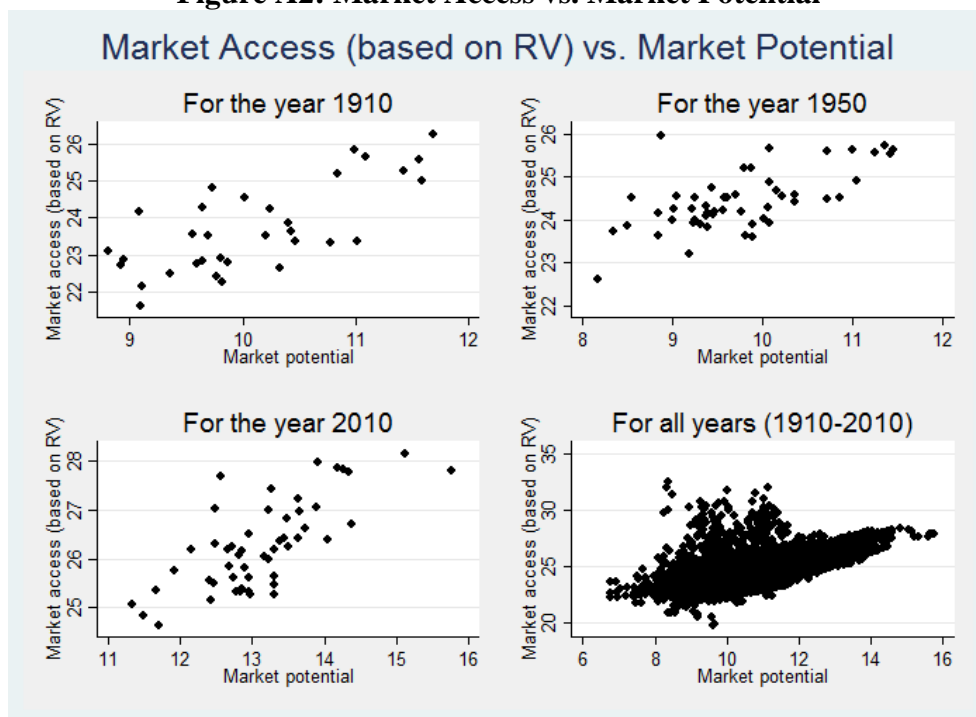 Figure A2: Market Access vs. Market Potential
Market Access (based on RV) vs. Market Potential
For the year 1910
Market access (based on RV)
22 23 24 25 26
9 10 11 12
Market potential
For the year 1950
Market access (based on RV)
22 23 24 25 26
8 9 10 11 12
Market potential
For the year 2010
Market access (based on RV)
25 26 27 28
11 12 13 14 15 16
Market potential
For all years (1910-2010)
Market access (based on RV)
20 25 30 35
6 8 10 12 14 16
Market potential